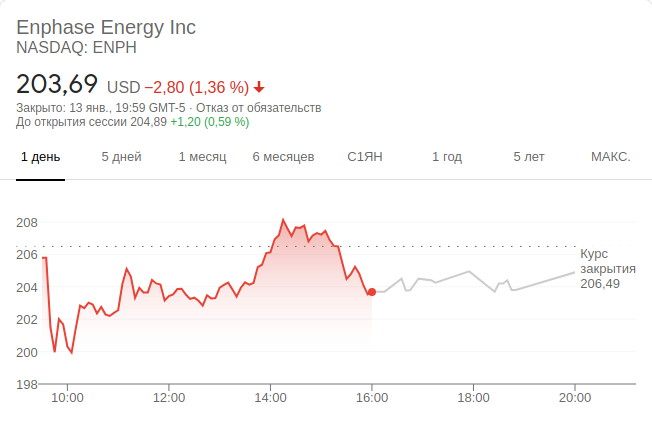 Enphase Energy Inc
NASDAQ: ENPH
203,69 USD −2,80 (1,36 %)
Закрыто: 13 янв., 19:59 GMT-5 · Отказ от обязательств
До открытия сессии 204,89 +1,20 (0,59 %)
1 день 5 дней 1 месяц 6 месяцев С1ЯН 1 год 5 лет МАКС.
208
206
204
202
200
198
Курс
закрытия
206,49
10:00 12:00 14:00 16:00 18:00 20:00